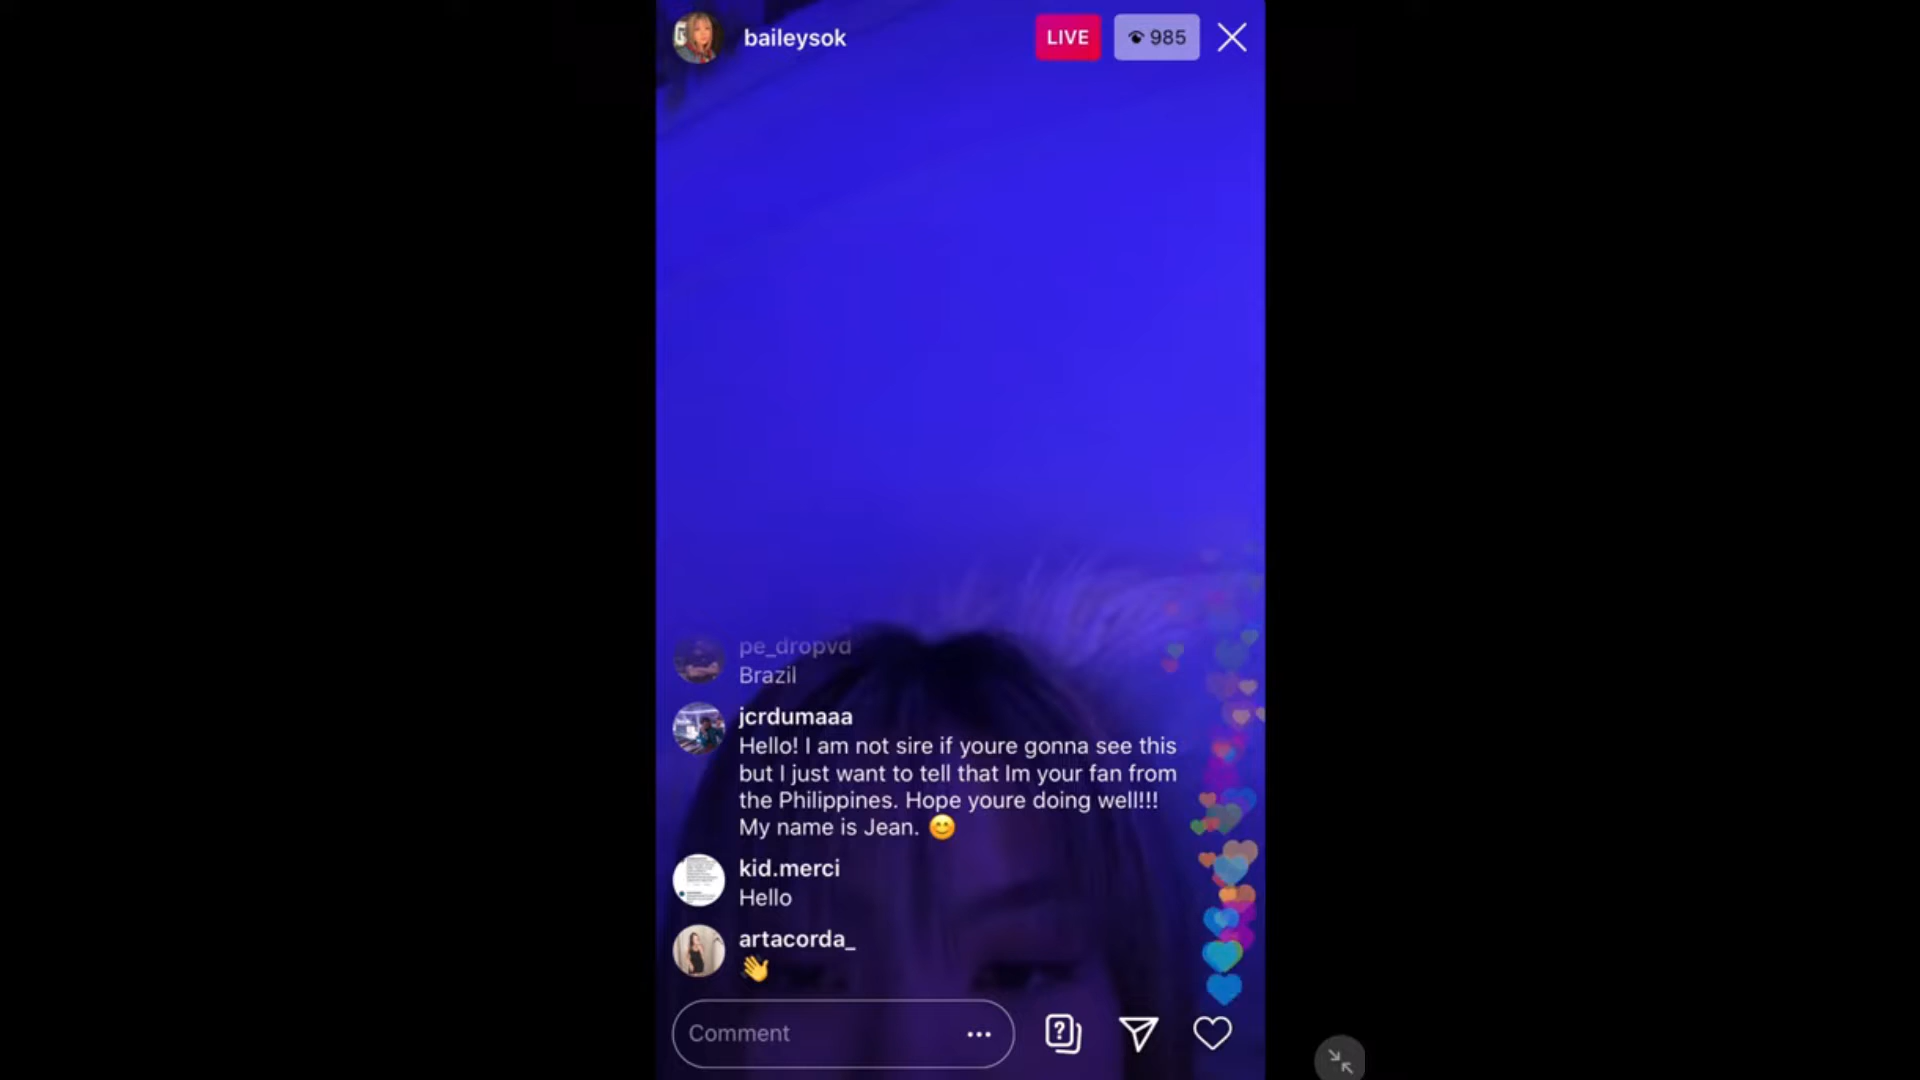 baileysok
LIVE
985
pe_dropvd
Brazil
jcrdumaaa
Hello! I am not sire if youre gonna see this
but I just want to tell that Im your fan from
the Philippines. Hope youre doing well!!!
My name is Jean. 😊
kid.merci
Hello
artacorda_
👋
Comment